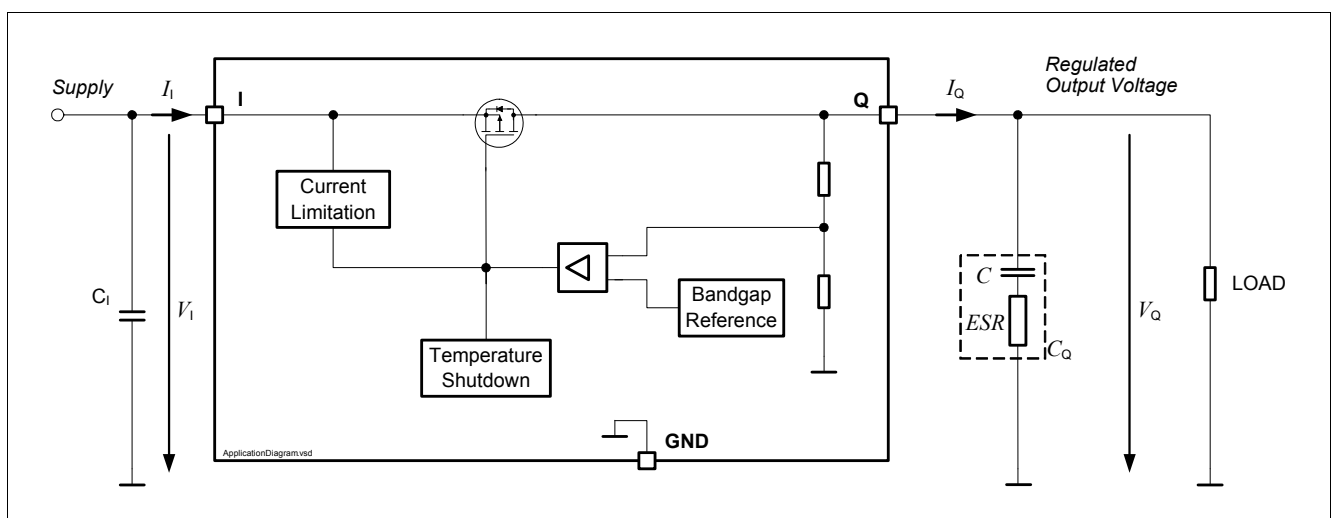 Supply
I_I
I
Q
I_Q
Regulated
Output Voltage
Current
Limitation
C_I
V_I
Bandgap
Reference
Temperature
Shutdown
C
ESR
C_Q
V_Q
LOAD
GND
ApplicationDiagram.vsd